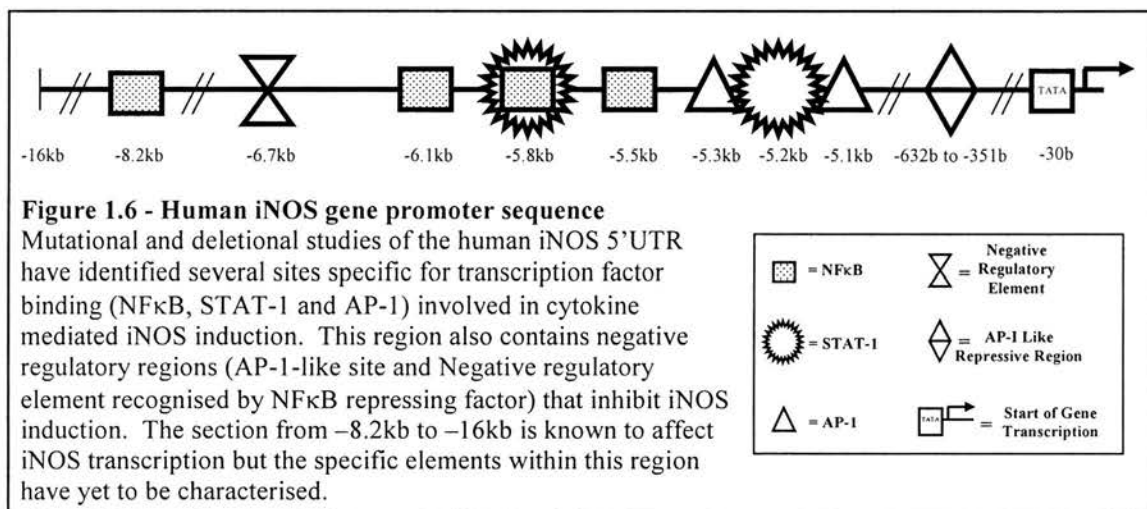 TATA
-16kb -8.2kb -6.7kb -6.1kb -5.8kb -5.5kb -5.3kb -5.2kb -5.1kb -632b to -351b -30b
Figure 1.6 - Human iNOS gene promoter sequence
Mutational and deletional studies of the human iNOS 5'UTR
have identified several sites specific for transcription factor
binding (NFκB, STAT-1 and AP-1) involved in cytokine
mediated iNOS induction. This region also contains negative
regulatory regions (AP-1-like site and Negative regulatory
element recognised by NFκB repressing factor) that inhibit iNOS
induction. The section from –8.2kb to –16kb is known to affect
iNOS transcription but the specific elements within this region
have yet to be characterised.
= NFκB
= Negative
Regulatory
Element
= STAT-1
= AP-I Like
Repressive Region
= AP-1
TATA = Start of Gene
Transcription